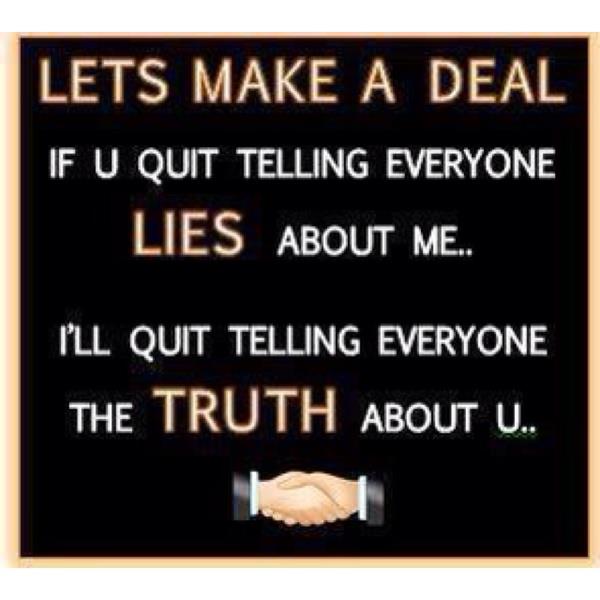 LETS MAKE A DEAL
IF U QUIT TELLING EVERYONE
LIES ABOUT ME..
I'LL QUIT TELLING EVERYONE
THE TRUTH ABOUT U..